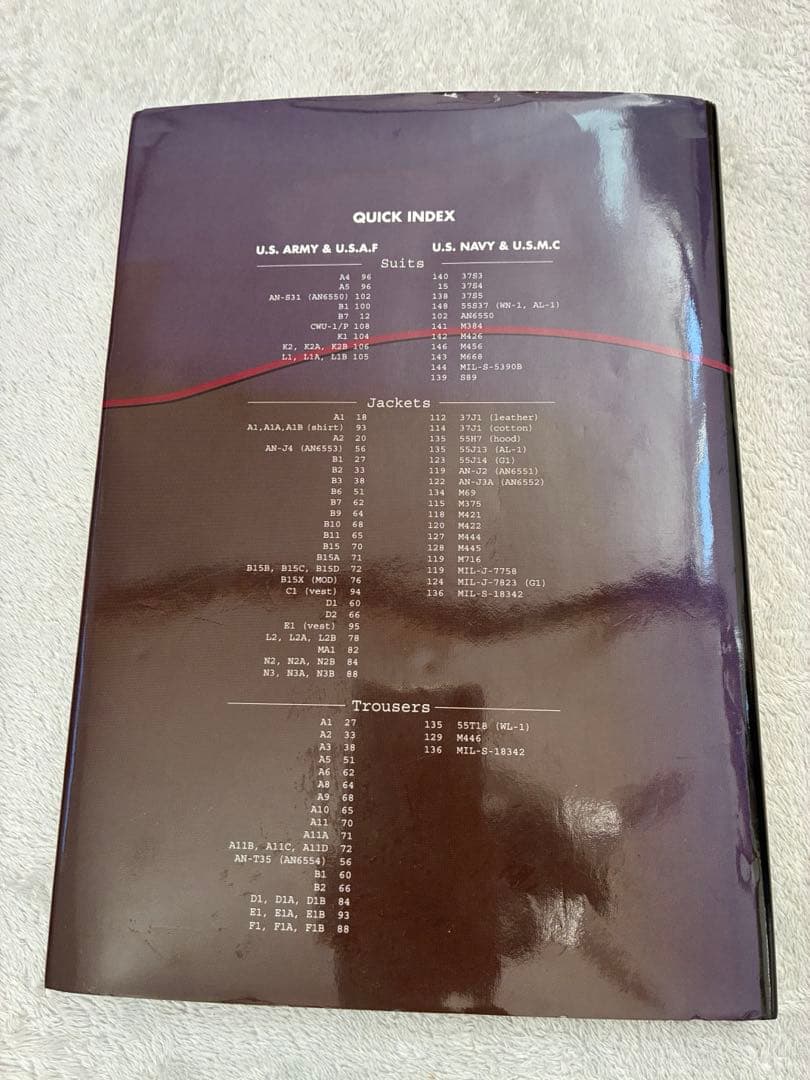 QUICK INDEX
U.S. ARMY & U.S.A.F
U.S. NAVY & U.S.M.C
Suits
A4 96
A5 96
AN-S31 (AN6550) 102
B1 100
B7 12
CWU-1/P 108
K1 104
K2, K2A, K2B 106
L1, L1A, L1B 105
140 37S3
15 37S4
138 37S5
148 55S37 (WN-1, AL-1)
102 AN6550
141 M384
142 M426
146 M456
143 M668
144 MIL-S-5390B
139 S89
Jackets
A1 18
A1,A1A,A1B (shirt) 93
A2 20
AN-J4 (AN6553) 56
B1 27
B2 33
B3 38
B6 51
B7 62
B9 64
B10 68
B11 65
B15 70
B15A 71
B15B, B15C, B15D 72
B15X (MOD) 76
C1 (vest) 94
D1 60
D2 66
E1 (vest) 95
L2, L2A, L2B 78
MA1 82
N2, N2A, N2B 84
N3, N3A, N3B 88
112 37J1 (leather)
114 37J1 (cotton)
135 55H7 (hood)
135 55J13 (AL-1)
123 55J14 (G1)
119 AN-J2 (AN6551)
122 AN-J3A (AN6552)
134 M69
115 M375
118 M421
120 M422
127 M444
128 M445
119 M716
119 MIL-J-7758
124 MIL-J-7823 (G1)
136 MIL-S-18342
Trousers
A1 27
A2 33
A3 38
A5 51
A6 62
A8 64
A9 68
A10 65
A11 70
A11A 71
A11B, A11C, A11D 72
AN-T35 (AN6554) 56
B1 60
B2 66
D1, D1A, D1B 84
E1, E1A, E1B 93
F1, F1A, F1B 88
135 55T18 (WL-1)
129 M446
136 MIL-S-18342